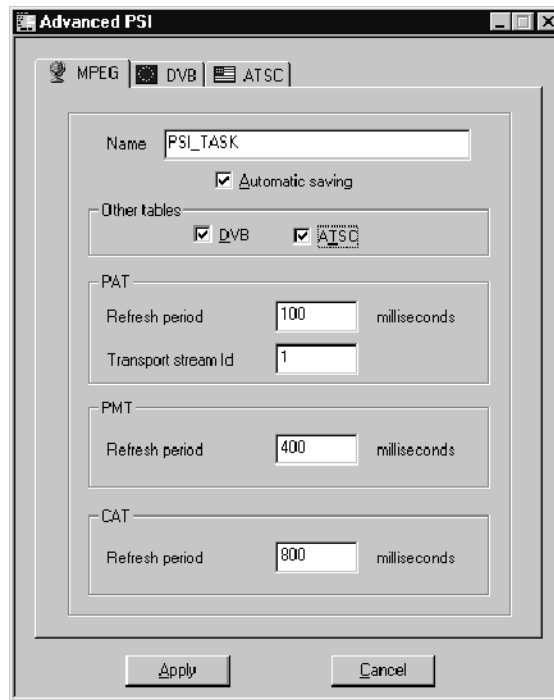 Advanced PSI
MPEG DVB ATSC
Name PSI_TASK
Automatic saving
Other tables
DVB ATSC
PAT
Refresh period 100 milliseconds
Transport stream Id 1
PMT
Refresh period 400 milliseconds
CAT
Refresh period 800 milliseconds
Apply Cancel